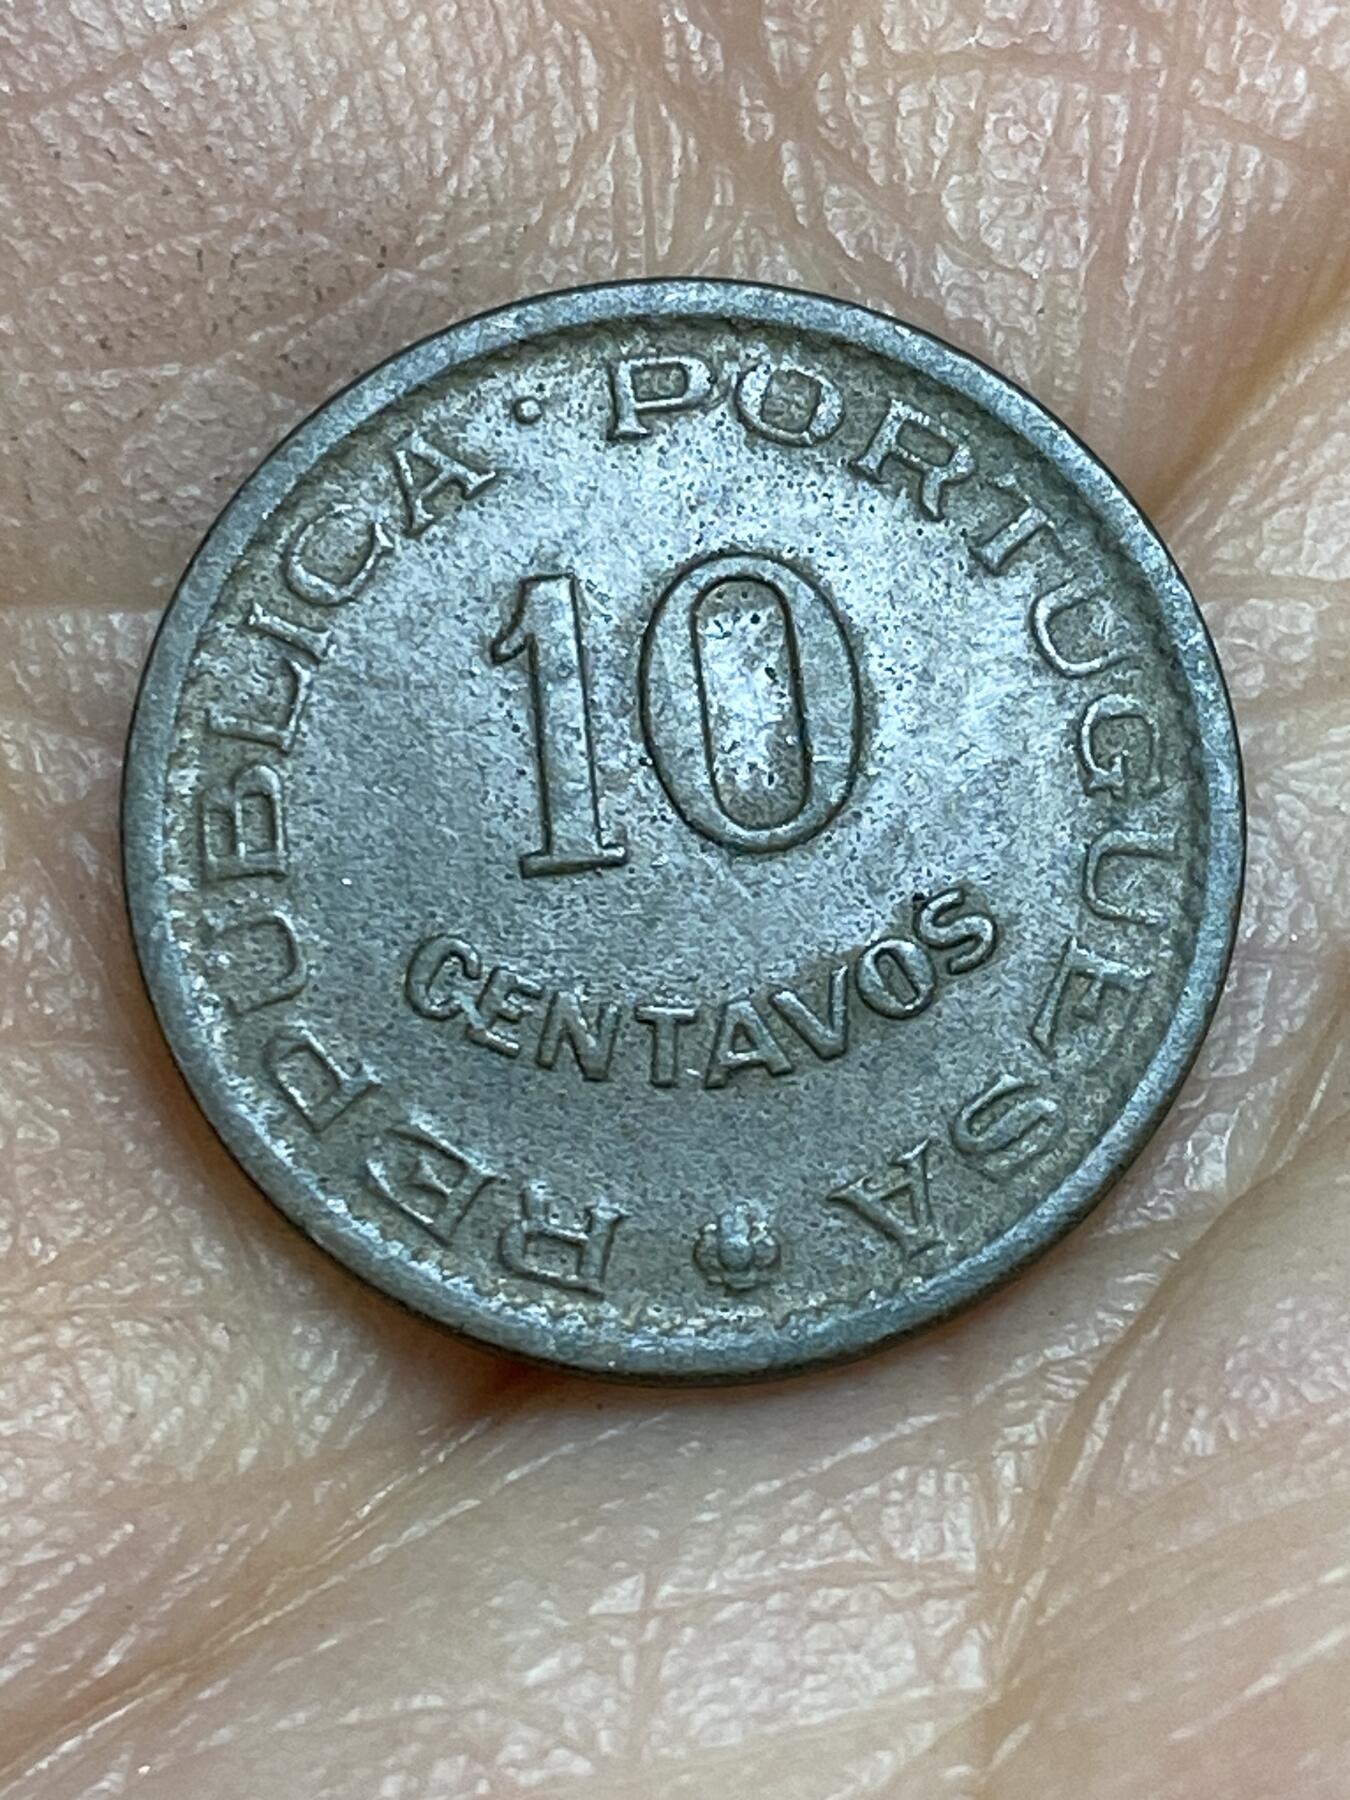 REPUBLICA · PORTUGUESA
10
CENTAVOS